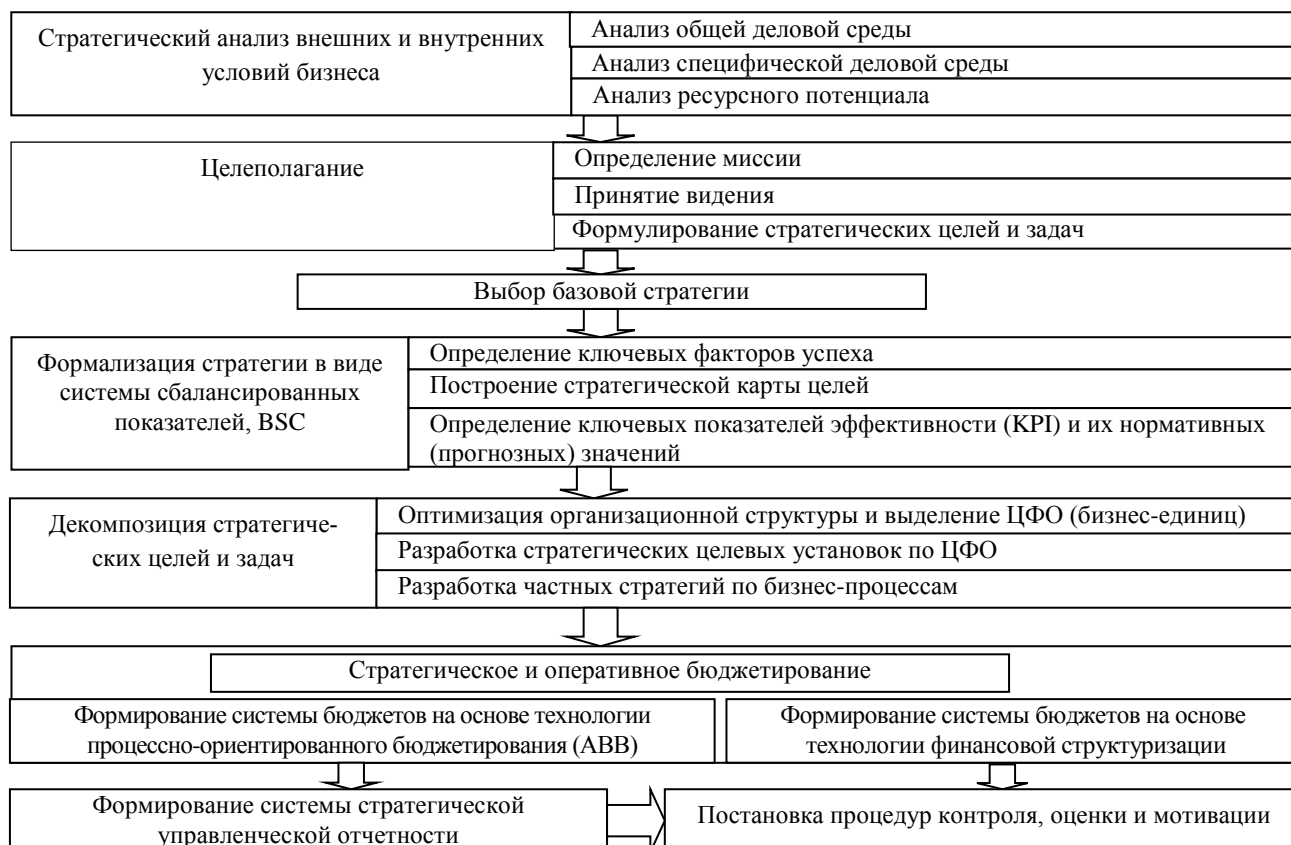 Стратегический анализ внешних и внутренних
условий бизнеса
Анализ общей деловой среды
Анализ специфической деловой среды
Анализ ресурсного потенциала
Целеполагание
Определение миссии
Принятие видения
Формулирование стратегических целей и задач
Выбор базовой стратегии
Формализация стратегии в виде
системы сбалансированных
показателей, BSC
Определение ключевых факторов успеха
Построение стратегической карты целей
Определение ключевых показателей эффективности (KPI) и их нормативных
(прогнозных) значений
Декомпозиция стратегиче-
ских целей и задач
Оптимизация организационной структуры и выделение ЦФО (бизнес-единиц)
Разработка стратегических целевых установок по ЦФО
Разработка частных стратегий по бизнес-процессам
Стратегическое и оперативное бюджетирование
Формирование системы бюджетов на основе технологии
процессно-ориентированного бюджетирования (АВВ)
Формирование системы бюджетов на основе
технологии финансовой структуризации
Формирование системы стратегической
управленческой отчетности
Постановка процедур контроля, оценки и мотивации